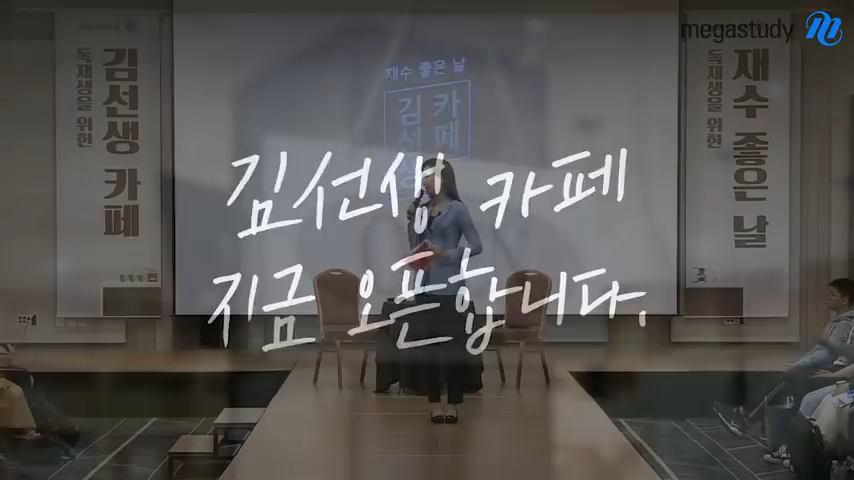 megastudy
독재생을 위한
김선생 카페
재수 좋은 날
김선생
카페
독재생을 위한
재수 좋은 날
김선생 카페
지금 오픈합니다.